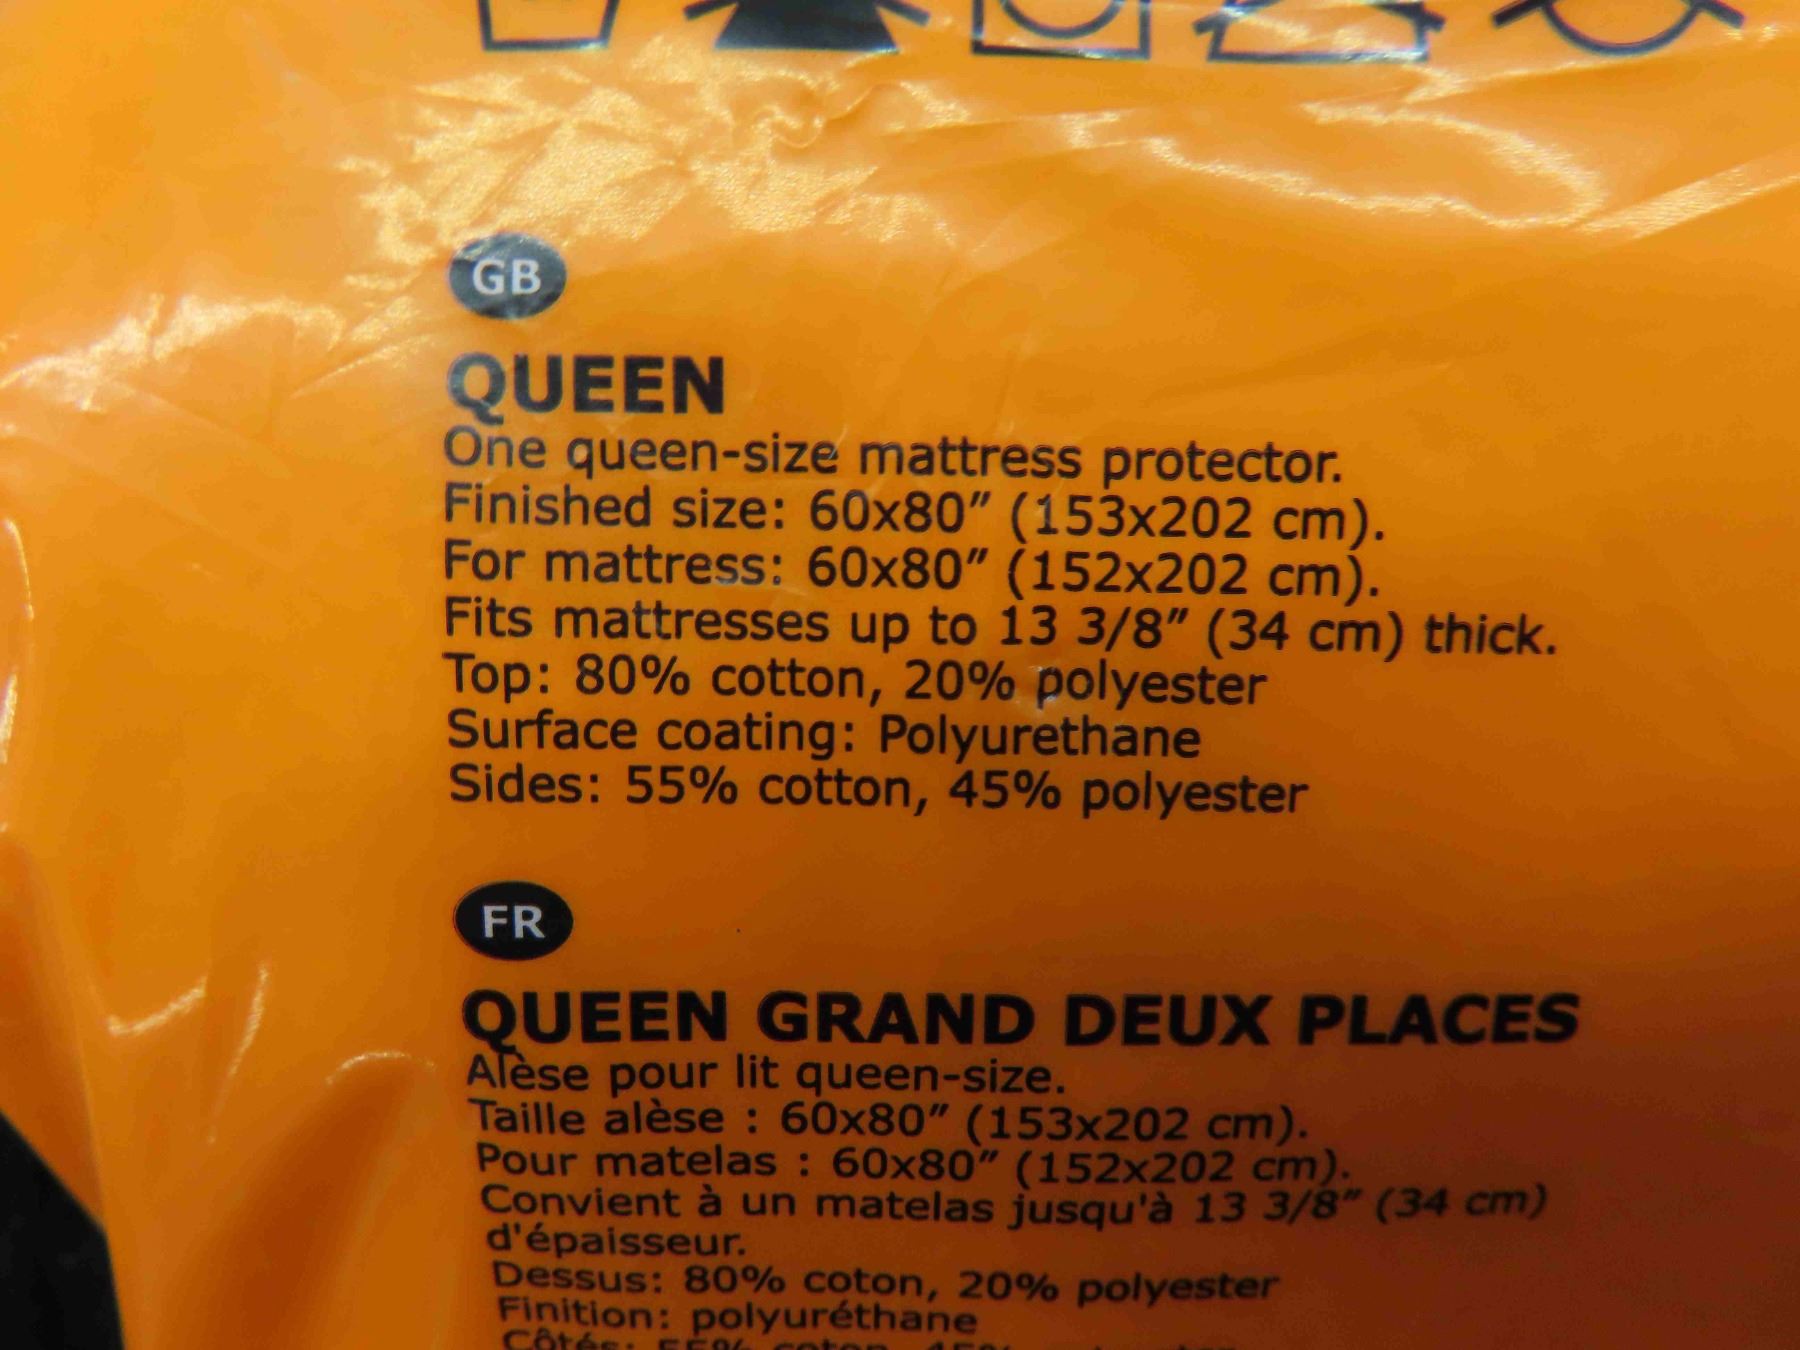 GB
QUEEN
One queen-size mattress protector.
Finished size: 60x80” (153x202 cm).
For mattress: 60x80” (152x202 cm).
Fits mattresses up to 13 3/8” (34 cm) thick.
Top: 80% cotton, 20% polyester
Surface coating: Polyurethane
Sides: 55% cotton, 45% polyester
FR
QUEEN GRAND DEUX PLACES
Alèse pour lit queen-size.
Taille alèse : 60x80” (153x202 cm).
Pour matelas : 60x80” (152x202 cm).
Convient à un matelas jusqu'à 13 3/8” (34 cm)
d'épaisseur.
Dessus: 80% coton, 20% polyester
Finition: polyuréthane
Côtés: 55% coton, 45%